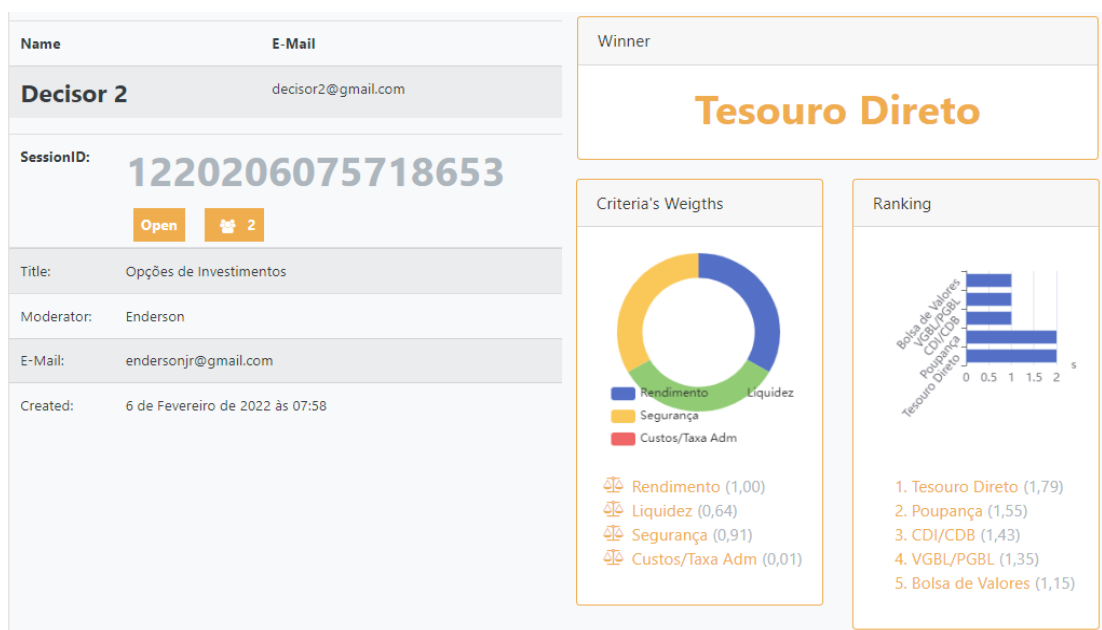 Name E-Mail
Decisor 2 decisor2@gmail.com
SessionID: 1220206075718653
Open 2
Title: Opções de Investimentos
Moderator: Enderson
E-Mail: endersonjr@gmail.com
Created: 6 de Fevereiro de 2022 às 07:58
Winner
Tesouro Direto
Criteria's Weigths
Rendimento Liquidez
Segurança
Custos/Taxa Adm
Rendimento (1,00)
Liquidez (0,64)
Segurança (0,91)
Custos/Taxa Adm (0,01)
Ranking
Bolsa de Valores
VGBL/PGBL
CDI/CDB
Poupança
Tesouro Direto
0 0.5 1 1.5 2 s
1. Tesouro Direto (1,79)
2. Poupança (1,55)
3. CDI/CDB (1,43)
4. VGBL/PGBL (1,35)
5. Bolsa de Valores (1,15)